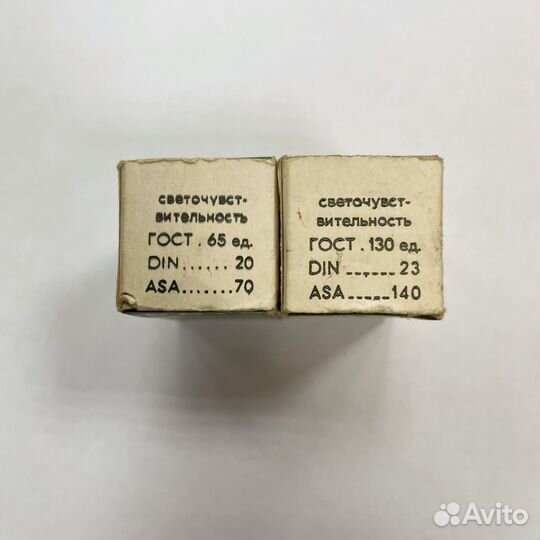 светочувст-
вительность
ГОСТ . 65 ед.
DIN...... 20
ASA.......70
светочувст-
вительность
ГОСТ . 130 ед.
DIN ....... 23
ASA.....140
Avito